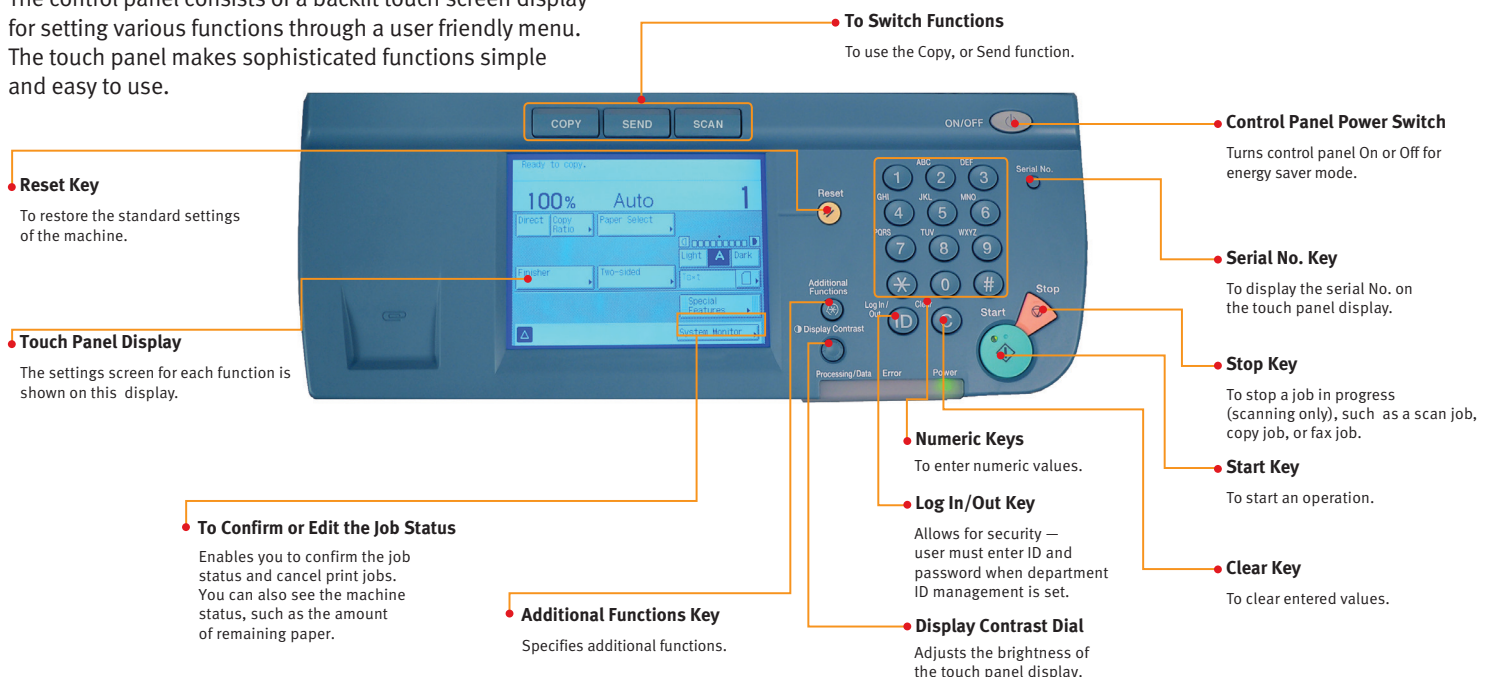 for setting various functions through a user friendly menu.
The touch panel makes sophisticated functions simple
and easy to use.
To Switch Functions
To use the Copy, or Send function.
COPY
SEND
SCAN
ON/OFF
Control Panel Power Switch
Turns control panel On or Off for
energy saver mode.
Reset Key
To restore the standard settings
of the machine.
Ready to copy.
100%
Auto
1
Direct
Copy
Ratio
Paper Select
Light
A
Dark
Finisher
Two-sided
Special
Features
System Monitor
Reset
ABC
DEF
1
2
3
GHI
JKL
MNO
4
5
6
PQRS
TUV
WXYZ
7
8
9
0
#
Serial No.
Additional
Functions
Log In/
Out
ID
Clear
C
Start
Stop
Display Contrast
Processing/Data
Error
Power
Serial No. Key
To display the serial No. on
the touch panel display.
Touch Panel Display
The settings screen for each function is
shown on this display.
Stop Key
To stop a job in progress
(scanning only), such as a scan job,
copy job, or fax job.
Numeric Keys
To enter numeric values.
Start Key
To start an operation.
Log In/Out Key
Allows for security —
user must enter ID and
password when department
ID management is set.
To Confirm or Edit the Job Status
Enables you to confirm the job
status and cancel print jobs.
You can also see the machine
status, such as the amount
of remaining paper.
Clear Key
To clear entered values.
Additional Functions Key
Specifies additional functions.
Display Contrast Dial
Adjusts the brightness of
the touch panel display.